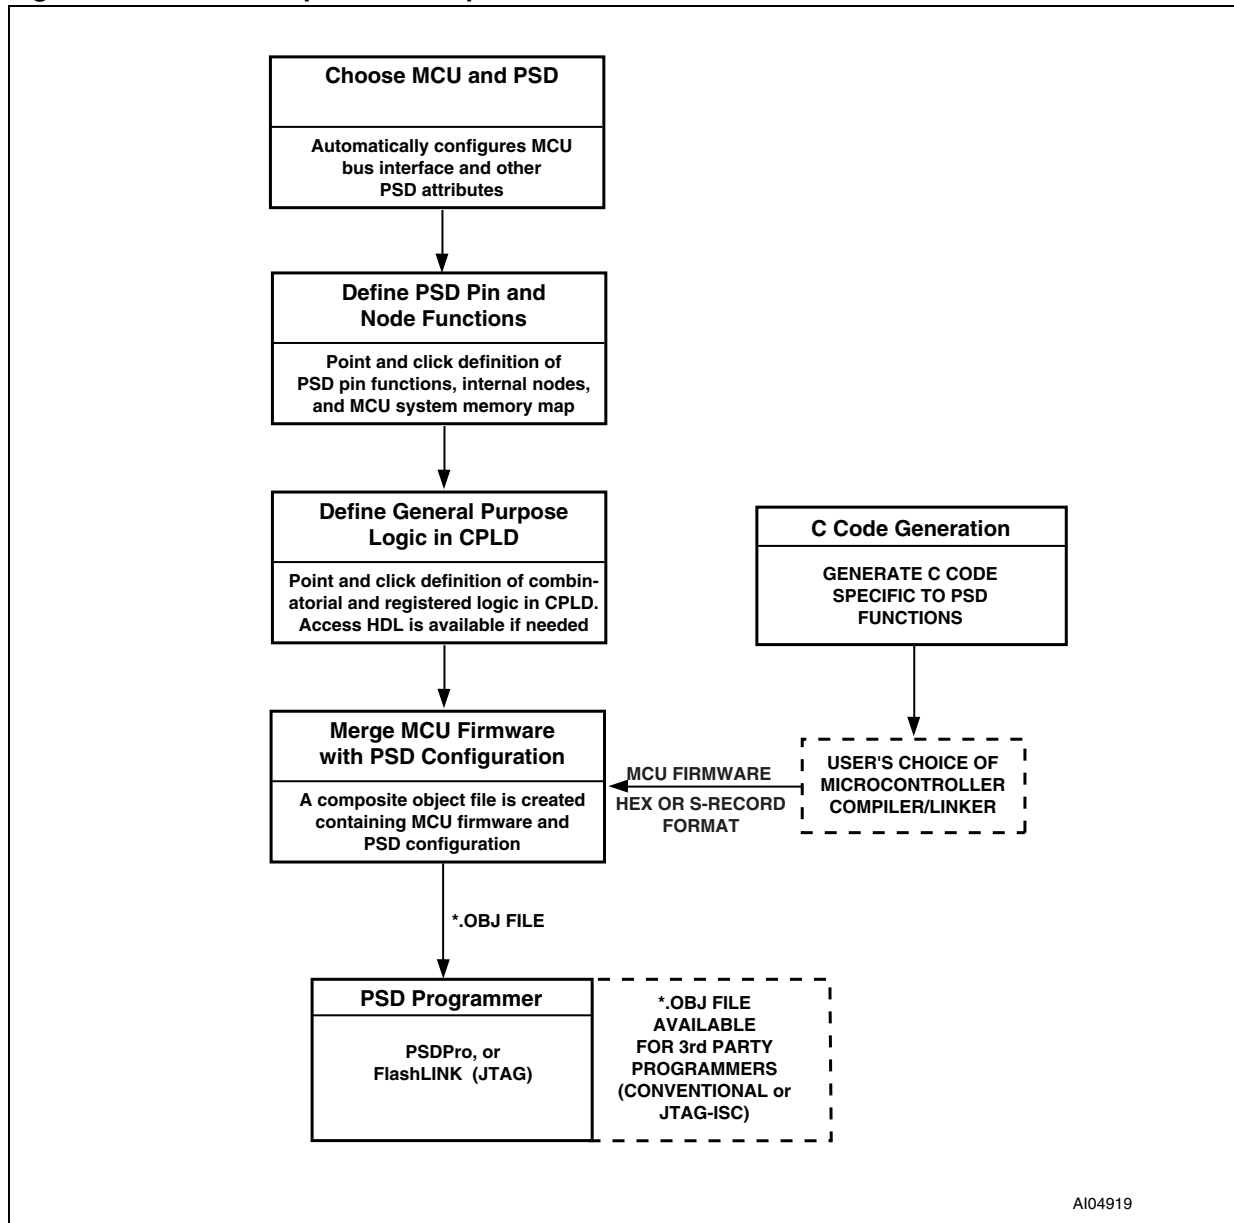 Choose MCU and PSD
Automatically configures MCU
bus interface and other
PSD attributes
Define PSD Pin and
Node Functions
Point and click definition of
PSD pin functions, internal nodes,
and MCU system memory map
Define General Purpose
Logic in CPLD
Point and click definition of combin-
atorial and registered logic in CPLD.
Access HDL is available if needed
C Code Generation
GENERATE C CODE
SPECIFIC TO PSD
FUNCTIONS
Merge MCU Firmware
with PSD Configuration
A composite object file is created
containing MCU firmware and
PSD configuration
MCU FIRMWARE
HEX OR S-RECORD
FORMAT
USER'S CHOICE OF
MICROCONTROLLER
COMPILER/LINKER
*.OBJ FILE
PSD Programmer
PSDPro, or
FlashLINK (JTAG)
*.OBJ FILE
AVAILABLE
FOR 3rd PARTY
PROGRAMMERS
(CONVENTIONAL or
JTAG-ISC)
AI04919